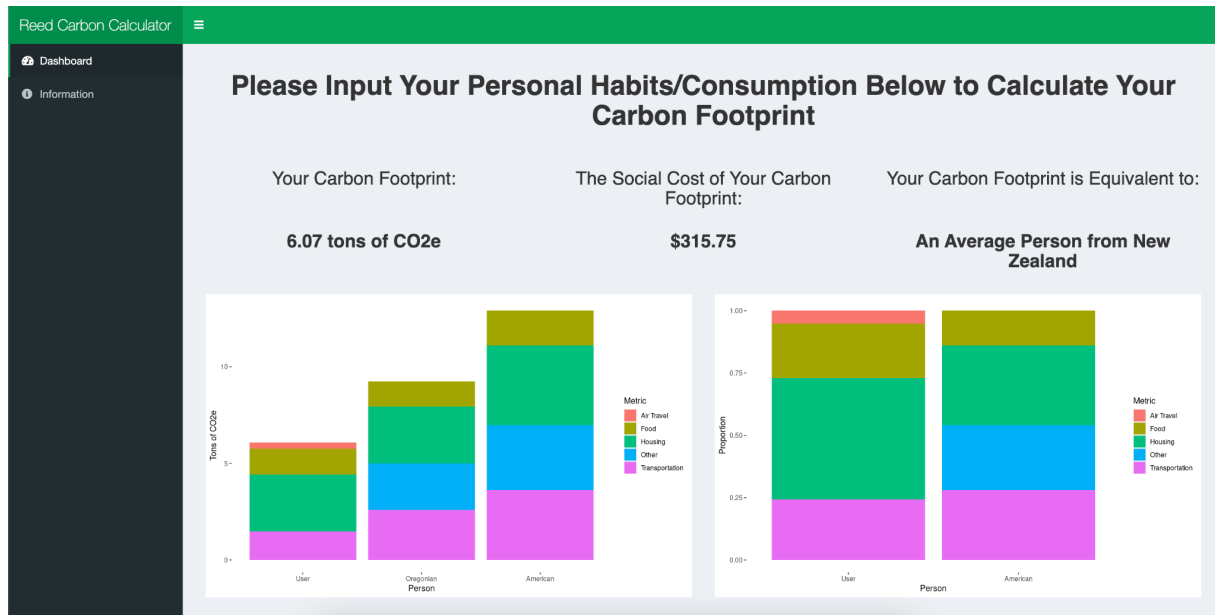 Reed Carbon Calculator
Dashboard
Information
Please Input Your Personal Habits/Consumption Below to Calculate Your
Carbon Footprint
Your Carbon Footprint:
6.07 tons of CO2e
The Social Cost of Your Carbon
Footprint:
$315.75
Your Carbon Footprint is Equivalent to:
An Average Person from New
Zealand
Tons of CO2e
10
5
0
User
Oregonian
American
Person
Metric
Air Travel
Food
Housing
Other
Transportation
Proportion
1.00
0.75
0.50
0.25
0.00
User
American
Person
Metric
Air Travel
Food
Housing
Other
Transportation